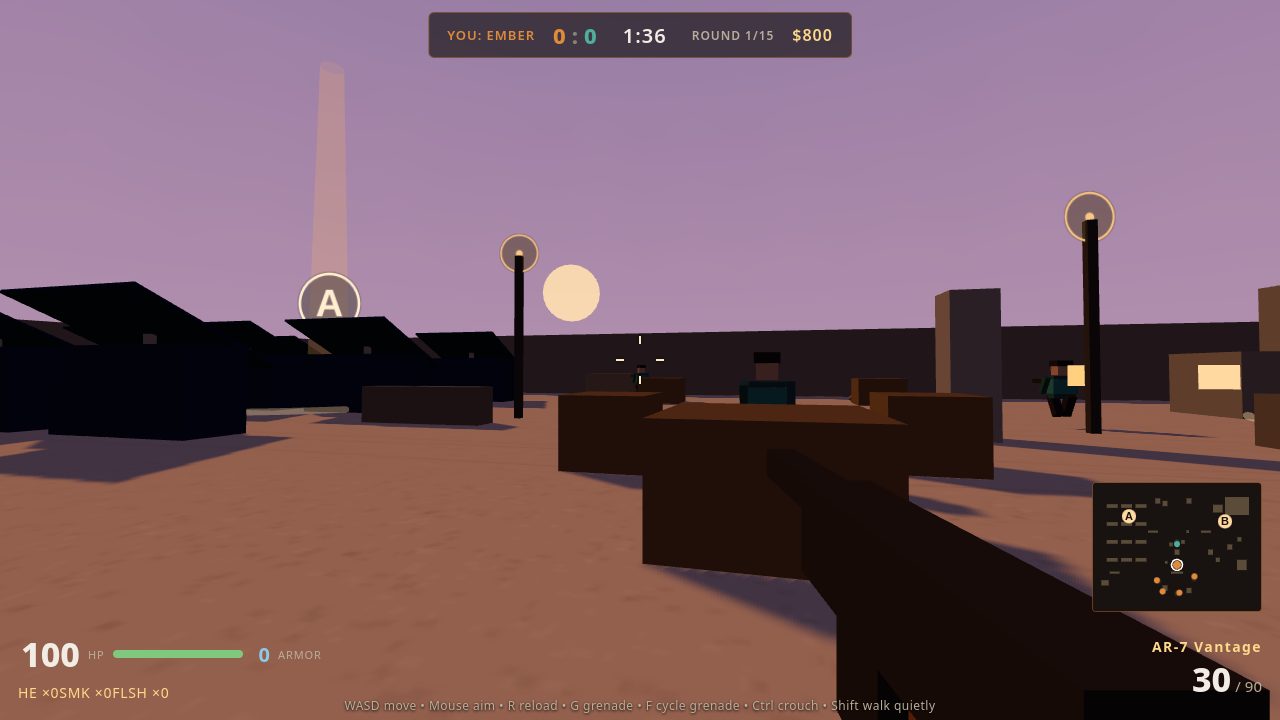 YOU: EMBER 0 : 0 1:36 ROUND 1/15 $800
A
A
B
AR-7 Vantage
30 / 90
100 HP 0 ARMOR
HE ×0SMK ×0FLSH ×0
WASD move • Mouse aim • R reload • G grenade • F cycle grenade • Ctrl crouch • Shift walk quietly